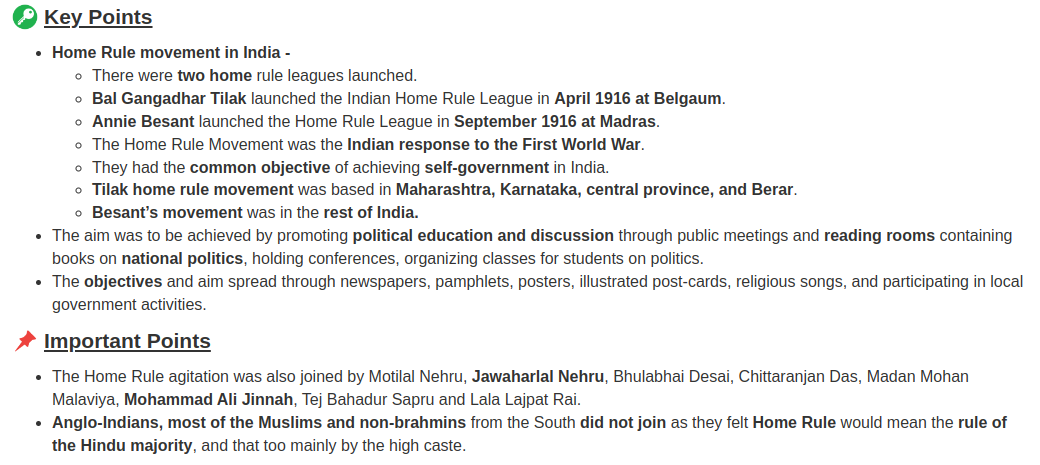 Key Points
Home Rule movement in India -
There were two home rule leagues launched.
Bal Gangadhar Tilak launched the Indian Home Rule League in April 1916 at Belgaum.
Annie Besant launched the Home Rule League in September 1916 at Madras.
The Home Rule Movement was the Indian response to the First World War.
They had the common objective of achieving self-government in India.
Tilak home rule movement was based in Maharashtra, Karnataka, central province, and Berar.
Besant’s movement was in the rest of India.
The aim was to be achieved by promoting political education and discussion through public meetings and reading rooms containing
books on national politics, holding conferences, organizing classes for students on politics.
The objectives and aim spread through newspapers, pamphlets, posters, illustrated post-cards, religious songs, and participating in local
government activities.
Important Points
The Home Rule agitation was also joined by Motilal Nehru, Jawaharlal Nehru, Bhulabhai Desai, Chittaranjan Das, Madan Mohan
Malaviya, Mohammad Ali Jinnah, Tej Bahadur Sapru and Lala Lajpat Rai.
Anglo-Indians, most of the Muslims and non-brahmins from the South did not join as they felt Home Rule would mean the rule of
the Hindu majority, and that too mainly by the high caste.